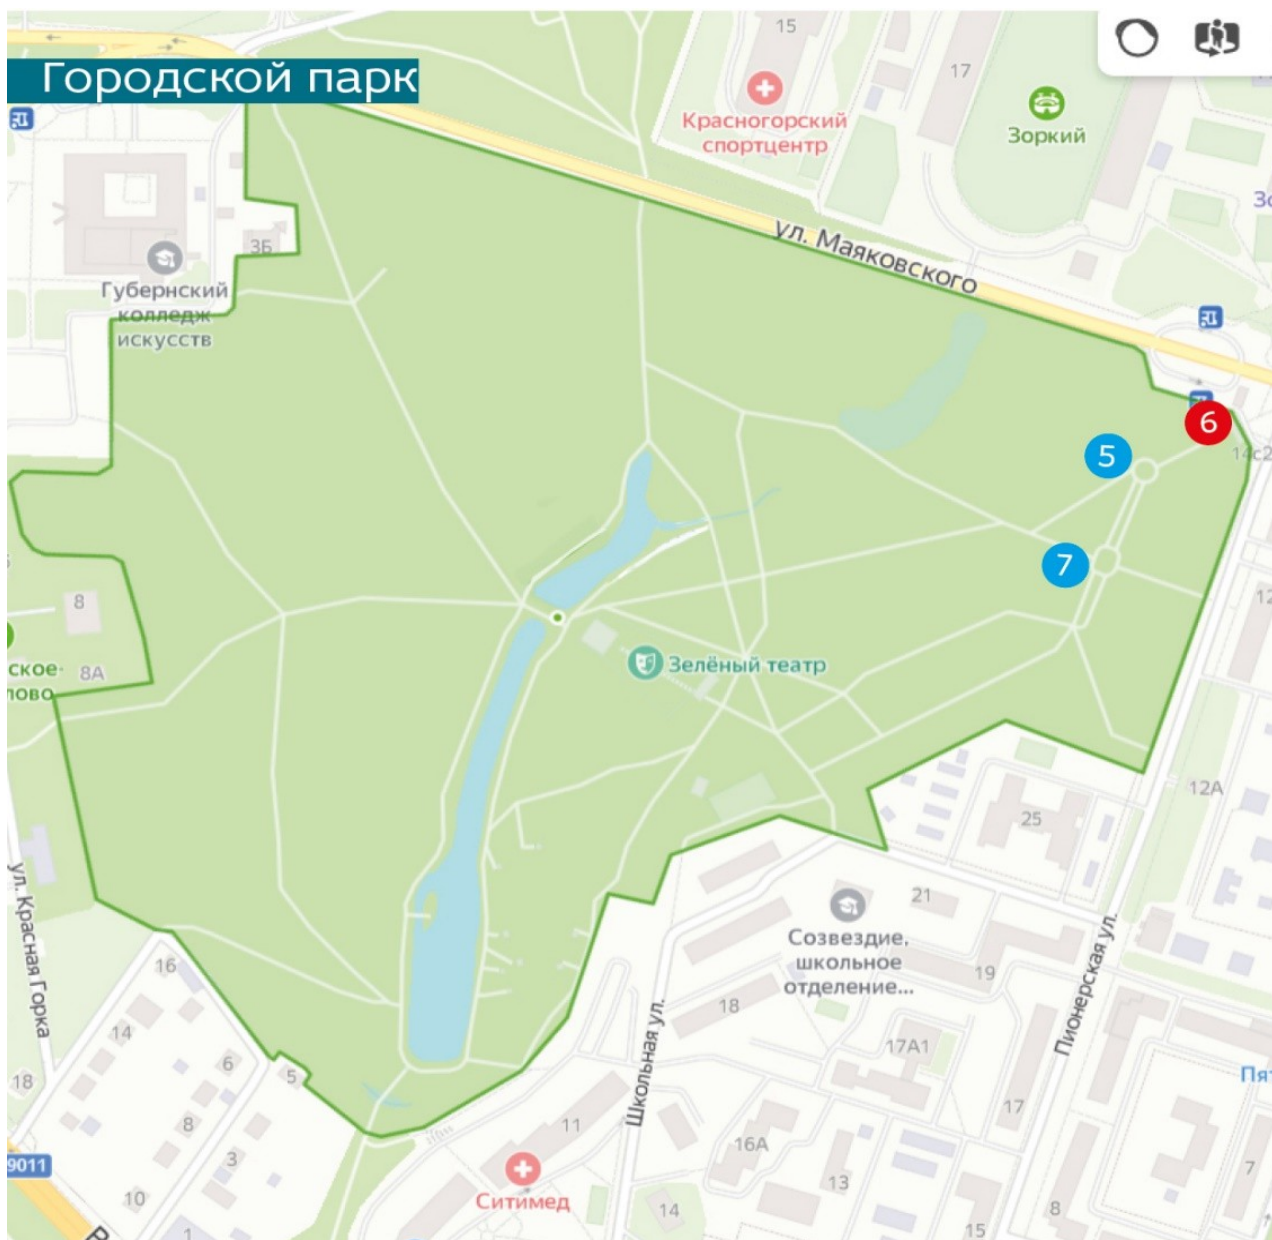 Городской парк
15
17
Красногорский
спортцентр
Зоркий
3Б
ул. Маяковского
Губернский
колледж
искусств
6
5
7
8
8А
Зелёный театр
12А
25
ул. Красная Горка
21
Созвездие,
школьное
отделение...
19
18
Пионерская ул.
16
14
6
5
18
Школьная ул.
17А1
17
11
8
3
16А
13
7
9011
10
Ситимед
14
15
8
1